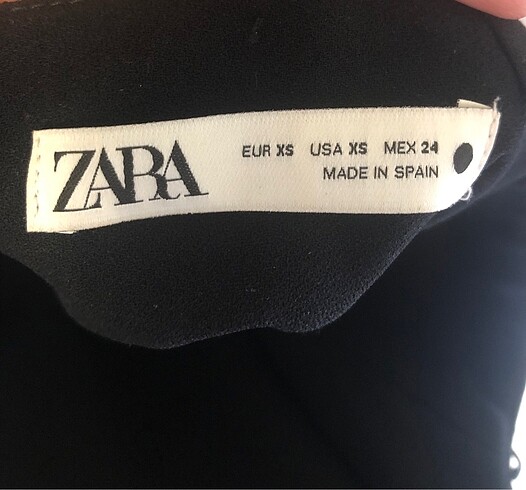 ZARA
EUR XS USA XS MEX 24
MADE IN SPAIN